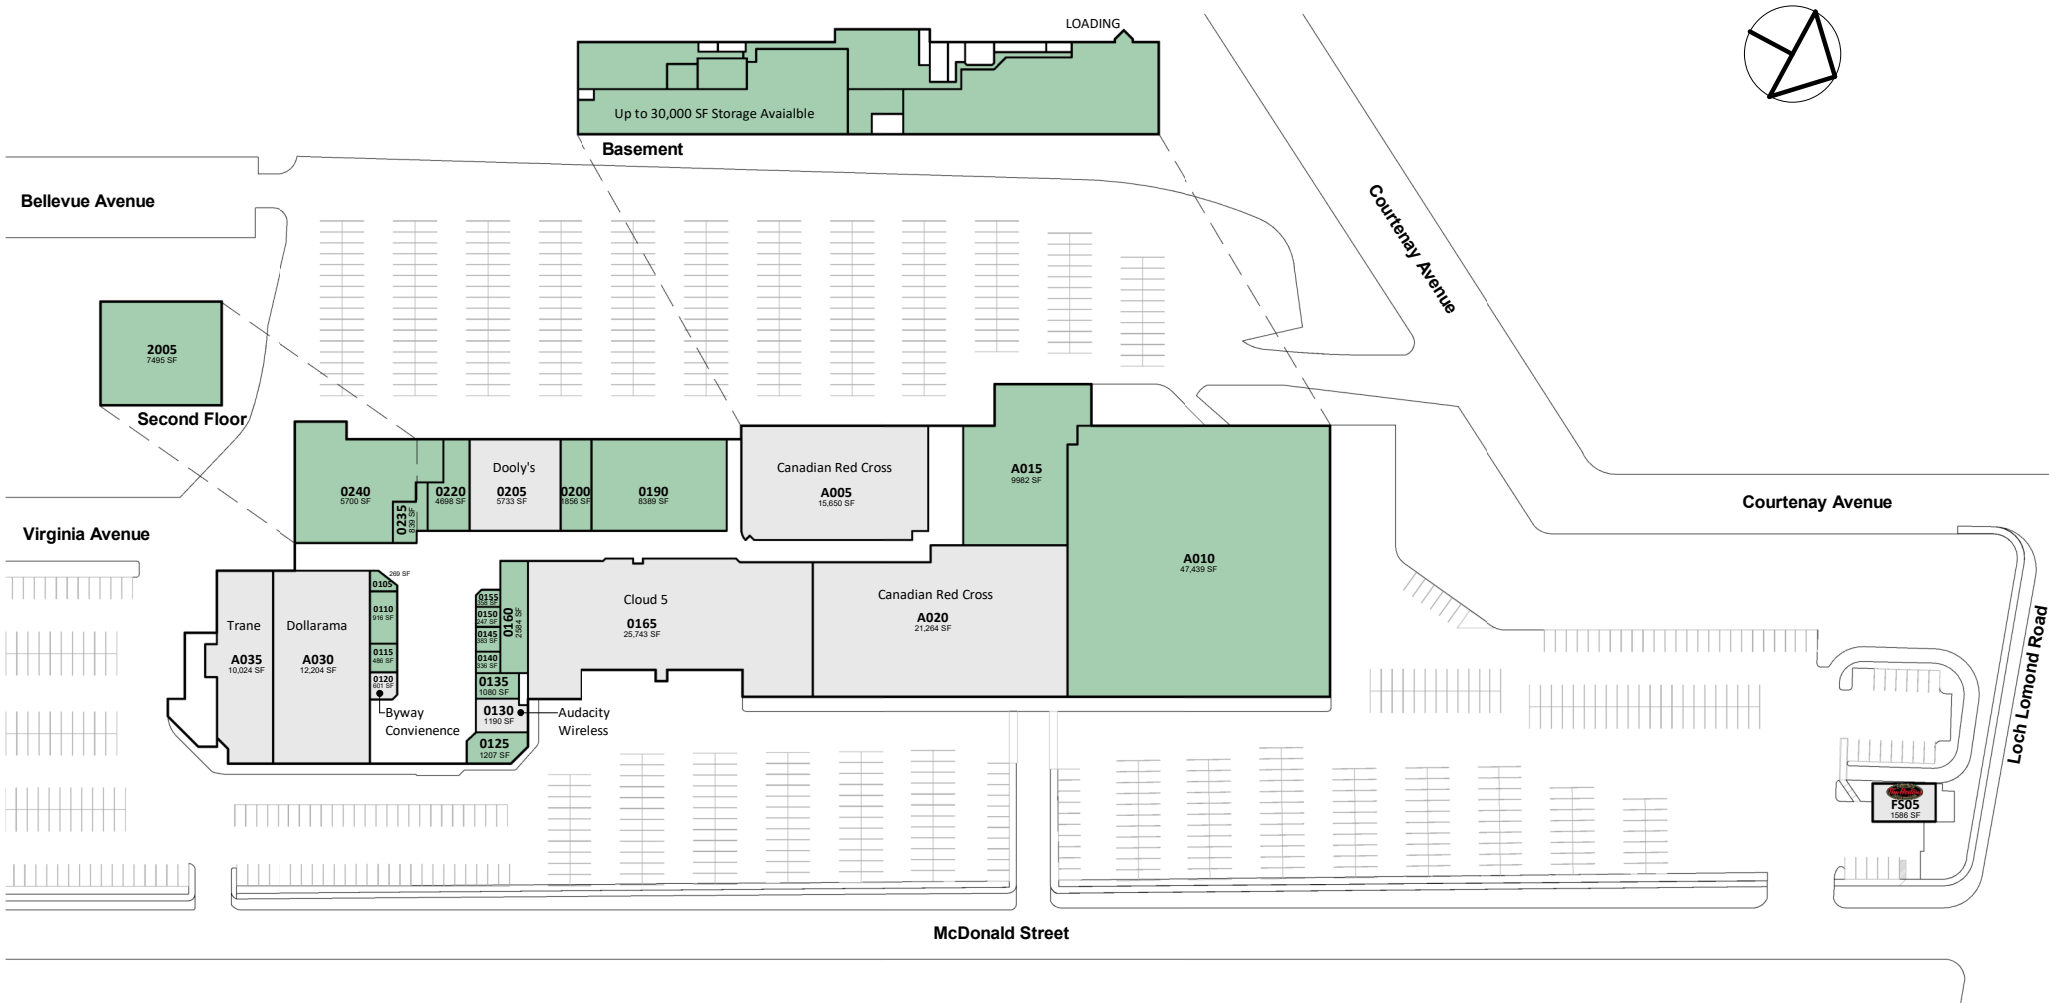 LOADING
Up to 30,000 SF Storage Avaialble
Basement
Bellevue Avenue
Courtenay Avenue
2005
7495 SF
Second Floor
Virginia Avenue
0240
5700 SF
0235
839 SF
0220
4698 SF
Dooly's
0205
5733 SF
0200
1856 SF
0190
8389 SF
Canadian Red Cross
A005
15,650 SF
A015
9982 SF
A010
47,439 SF
Courtenay Avenue
Trane
A035
10,024 SF
Dollarama
A030
12,204 SF
269 SF
0105
0110
916 SF
0115
486 SF
0120
601 SF
Byway
Convienence
0155
358 SF
0150
247 SF
0145
383 SF
0140
336 SF
0160
2584 SF
0135
1080 SF
0130
1190 SF
Audacity
Wireless
0125
1207 SF
Cloud 5
0165
25,743 SF
Canadian Red Cross
A020
21,264 SF
Loch Lomond Road
FS05
1586 SF
McDonald Street